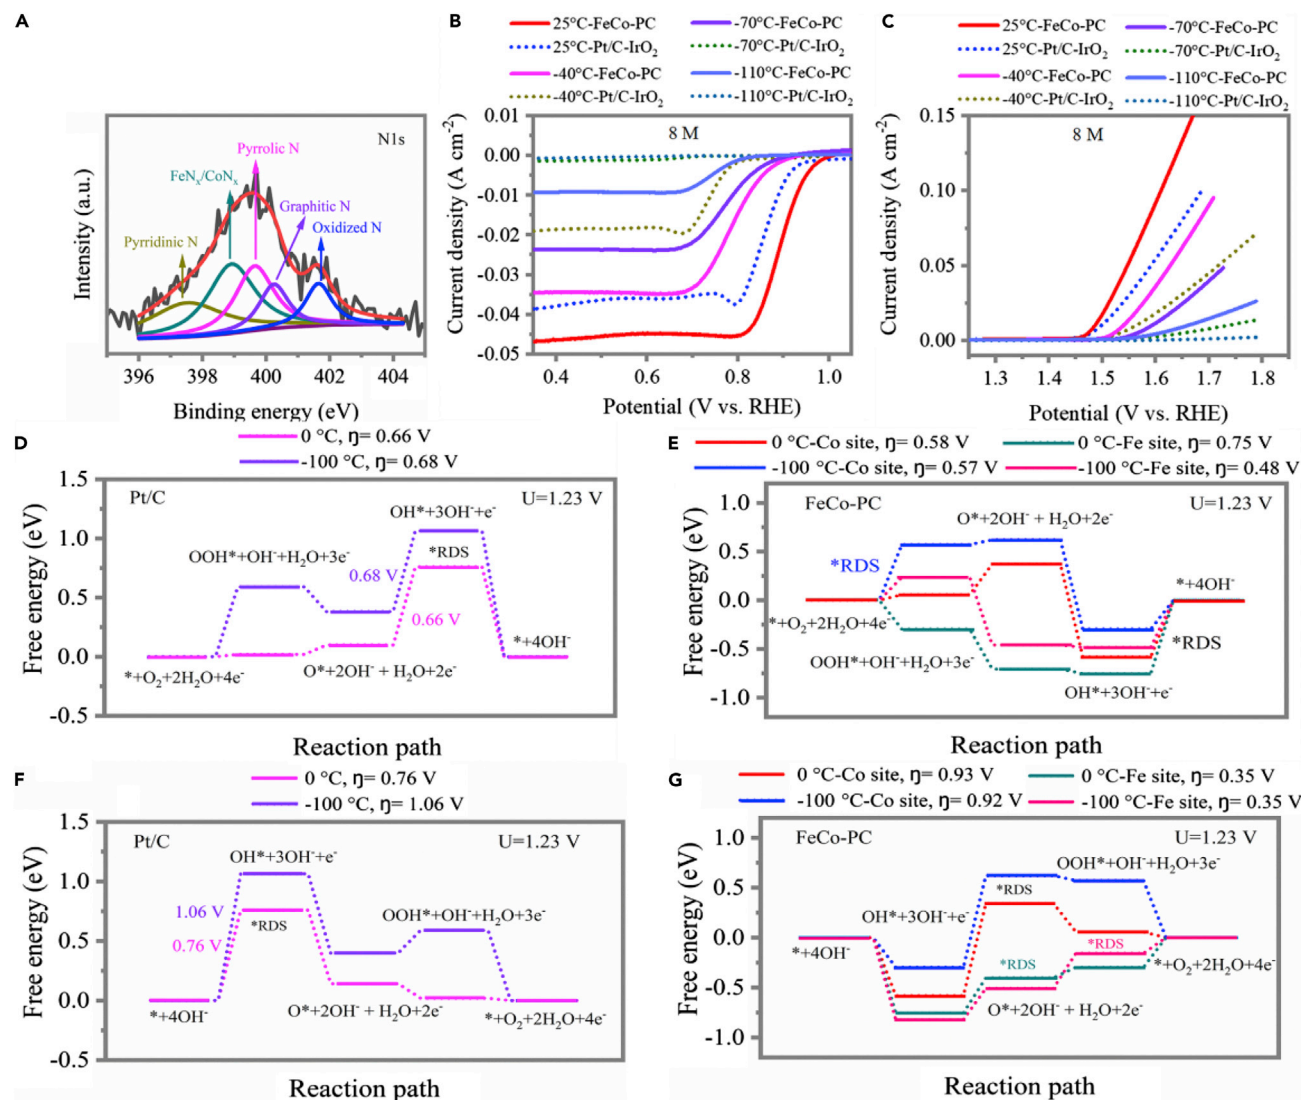 A
N1s
Pyrrolic N
FeNx/CoNx
Graphitic N
Oxidized N
Pyrridinic N
Intensity (a.u.)
396 398 400 402 404
Binding energy (eV)
B
25°C-FeCo-PC
25°C-Pt/C-IrO2
-40°C-FeCo-PC
-40°C-Pt/C-IrO2
-70°C-FeCo-PC
-70°C-Pt/C-IrO2
-110°C-FeCo-PC
-110°C-Pt/C-IrO2
8 M
Current density (A cm-2)
0.00
-0.01
-0.02
-0.03
-0.04
-0.05
0.4 0.6 0.8 1.0
Potential (V vs. RHE)
C
25°C-FeCo-PC
25°C-Pt/C-IrO2
-40°C-FeCo-PC
-40°C-Pt/C-IrO2
-70°C-FeCo-PC
-70°C-Pt/C-IrO2
-110°C-FeCo-PC
-110°C-Pt/C-IrO2
8 M
Current density (A cm-2)
0.15
0.10
0.05
0.00
1.3 1.4 1.5 1.6 1.7 1.8
Potential (V vs. RHE)
D
0 °C, ŋ= 0.66 V
-100 °C, ŋ= 0.68 V
Pt/C
U=1.23 V
OH*+3OH-+e-
*RDS
OOH*+OH-+H2O+3e-
0.68 V
0.66 V
*+4OH-
*+O2+2H2O+4e-
O*+2OH- + H2O+2e-
Free energy (eV)
1.5
1.0
0.5
0.0
-0.5
Reaction path
E
0 °C-Co site, ŋ= 0.58 V
-100 °C-Co site, ŋ= 0.57 V
0 °C-Fe site, ŋ= 0.75 V
-100 °C-Fe site, ŋ= 0.48 V
FeCo-PC
U=1.23 V
O*+2OH- + H2O+2e-
*RDS
*+4OH-
*+O2+2H2O+4e-
*RDS
OOH*+OH-+H2O+3e-
OH*+3OH-+e-
Free energy (eV)
1.0
0.5
0.0
-0.5
-1.0
Reaction path
F
0 °C, ŋ= 0.76 V
-100 °C, ŋ= 1.06 V
Pt/C
U=1.23 V
OH*+3OH-+e-
1.06 V
*RDS
0.76 V
OOH*+OH-+H2O+3e-
*+4OH-
O*+2OH- + H2O+2e-
*+O2+2H2O+4e-
Free energy (eV)
1.5
1.0
0.5
0.0
-0.5
Reaction path
G
0 °C-Co site, ŋ= 0.93 V
-100 °C-Co site, ŋ= 0.92 V
0 °C-Fe site, ŋ= 0.35 V
-100 °C-Fe site, ŋ= 0.35 V
FeCo-PC
U=1.23 V
OOH*+OH-+H2O+3e-
*RDS
OH*+3OH-+e-
*RDS
*+4OH-
*RDS
*+O2+2H2O+4e-
O*+2OH- + H2O+2e-
Free energy (eV)
1.0
0.5
0.0
-0.5
-1.0
Reaction path